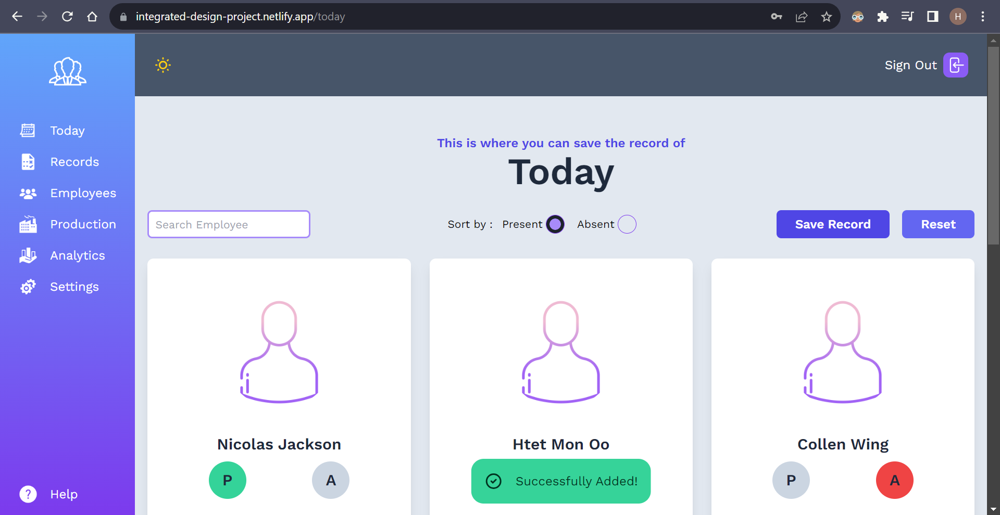 integrated-design-project.netlify.app/today
H
Sign Out
Today
Records
Employees
Production
Analytics
Settings
? Help
This is where you can save the record of
Today
Search Employee
Sort by : Present Absent
Save Record
Reset
Nicolas Jackson
P A
Htet Mon Oo
Successfully Added!
Collen Wing
P A